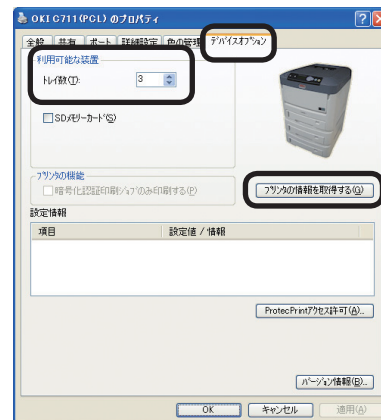 OKI C711(PCL) のプロパティ
全般 共有 ポート 詳細設定 色の管理 デバイスオプション
利用可能な装置
トレイ数(T): 3
SDメモリーカード(S)
プリンタの機能
暗号化認証印刷ジョブのみ印刷する(P)
プリンタの情報を取得する(G)
設定情報
項目 設定値 / 情報
ProtecPrintアクセス許可(A)...
バージョン情報(B)...
OK キャンセル 適用(A)